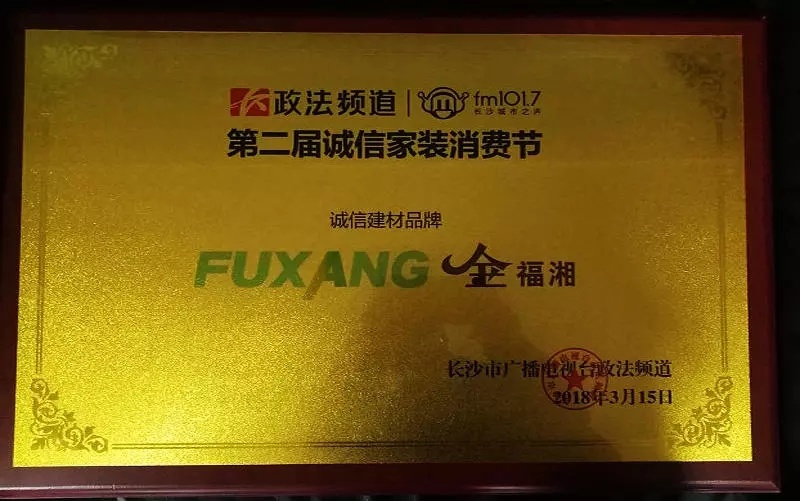 政法频道 fm101.7
长沙城市之声
第二届诚信家装消费节
诚信建材品牌
FUXANG 金福湘
长沙市广播电视台政法频道
2018年3月15日